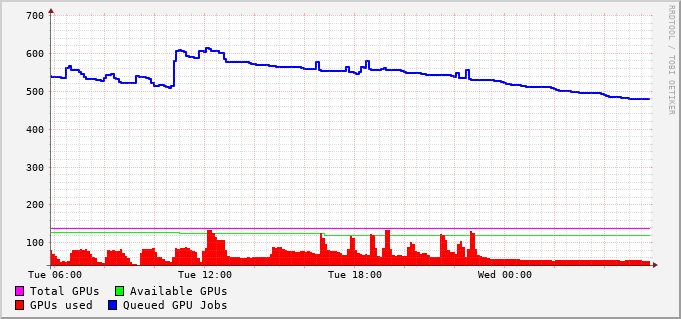 700
600
500
400
300
200
100
Tue 06:00 Tue 12:00 Tue 18:00 Wed 00:00
Total GPUs Available GPUs
GPUs used Queued GPU Jobs
RRDTOOL / TOBI OETIKER